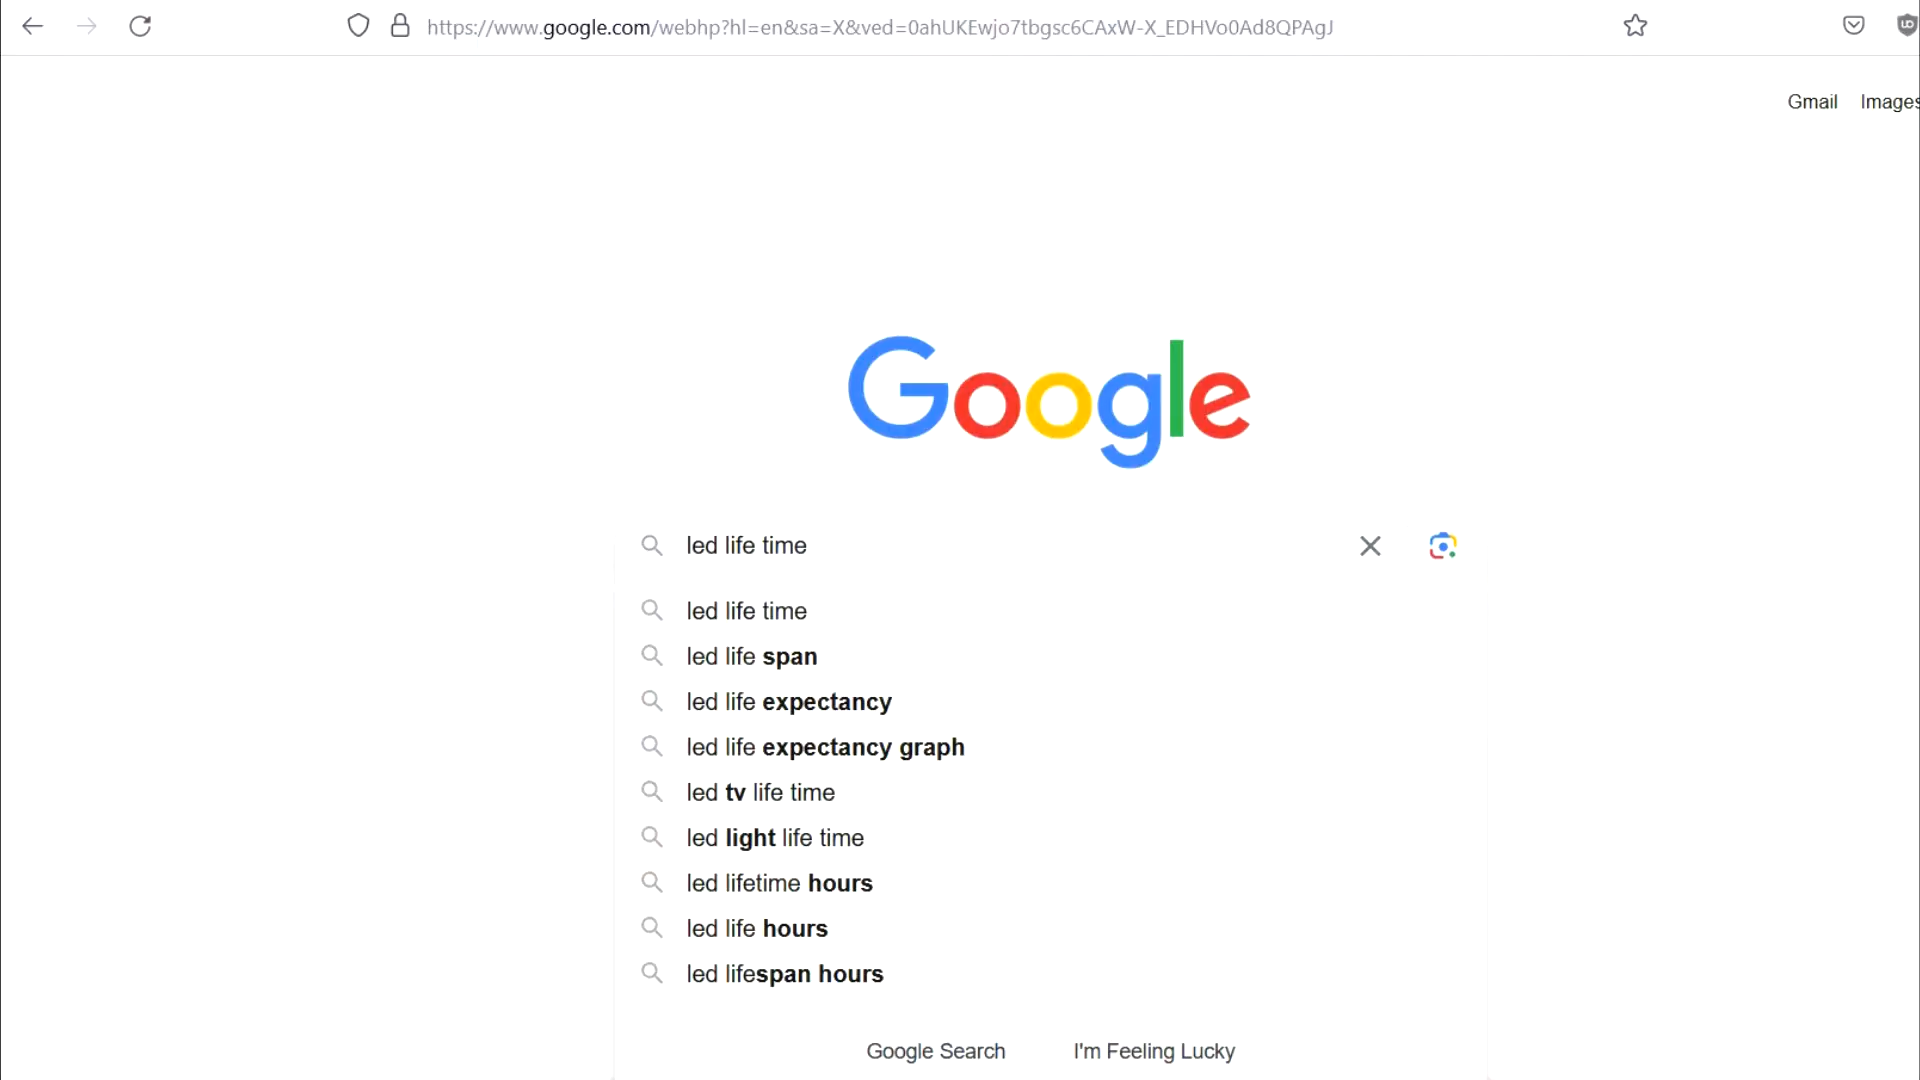 https://www.google.com/webhp?hl=en&sa=X&ved=0ahUKEwjo7tbgsc6CAxW-X_EDHVo0Ad8QPAgJ
Gmail Images
Google
led life time
led life time
led life span
led life expectancy
led life expectancy graph
led tv life time
led light life time
led lifetime hours
led life hours
led lifespan hours
Google Search I'm Feeling Lucky